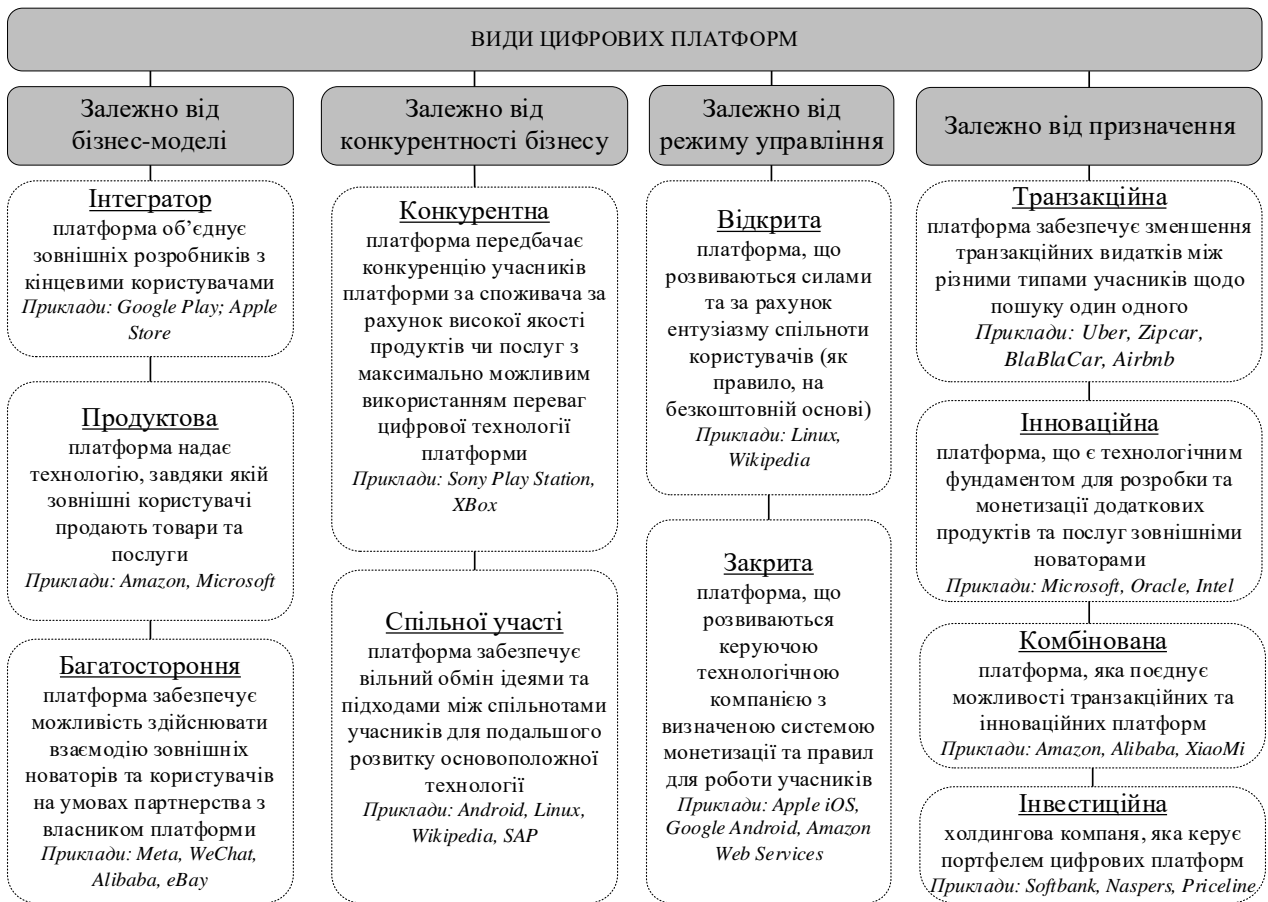 ВИДИ ЦИФРОВИХ ПЛАТФОРМ
Залежно від
бізнес-моделі
Інтегратор
платформа об’єднує
зовнішніх розробників з
кінцевими користувачами
Приклади: Google Play; Apple
Store
Продуктова
платформа надає
технологію, завдяки якій
зовнішні користувачі
продають товари та
послуги
Приклади: Amazon, Microsoft
Багатостороння
платформа забезпечує
можливість здійснювати
взаємодію зовнішніх
новаторів та користувачів
на умовах партнерства з
власником платформи
Приклади: Meta, WeChat,
Alibaba, eBay
Залежно від
конкурентності бізнесу
Конкурентна
платформа передбачає
конкуренцію учасників
платформи за споживача за
рахунок високої якості
продуктів чи послуг з
максимально можливим
використанням переваг
цифрової технології
платформи
Приклади: Sony Play Station,
XBox
Спільної участі
платформа забезпечує
вільний обмін ідеями та
підходами між спільнотами
учасників для подальшого
розвитку основоположної
технології
Приклади: Android, Linux,
Wikipedia, SAP
Залежно від
режиму управління
Відкрита
платформа, що
розвиваються силами
та за рахунок
ентузіазму спільноти
користувачів (як
правило, на
безкоштовній основі)
Приклади: Linux,
Wikipedia
Закрита
платформа, що
розвиваються
керуючою
технологічною
компанією з
визначеною системою
монетизації та правил
для роботи учасників
Приклади: Apple iOS,
Google Android, Amazon
Web Services
Залежно від призначення
Транзакційна
платформа забезпечує зменшення
транзакційних видатків між
різними типами учасників щодо
пошуку один одного
Приклади: Uber, Zipcar,
BlaBlaCar, Airbnb
Інноваційна
платформа, що є технологічним
фундаментом для розробки та
монетизації додаткових
продуктів та послуг зовнішніми
новаторами
Приклади: Microsoft, Oracle, Intel
Комбінована
платформа, яка поєднує
можливості транзакційних та
інноваційних платформ
Приклади: Amazon, Alibaba, XiaoMi
Інвестиційна
холдингова компаня, яка керує
портфелем цифрових платформ
Приклади: Softbank, Naspers, Priceline